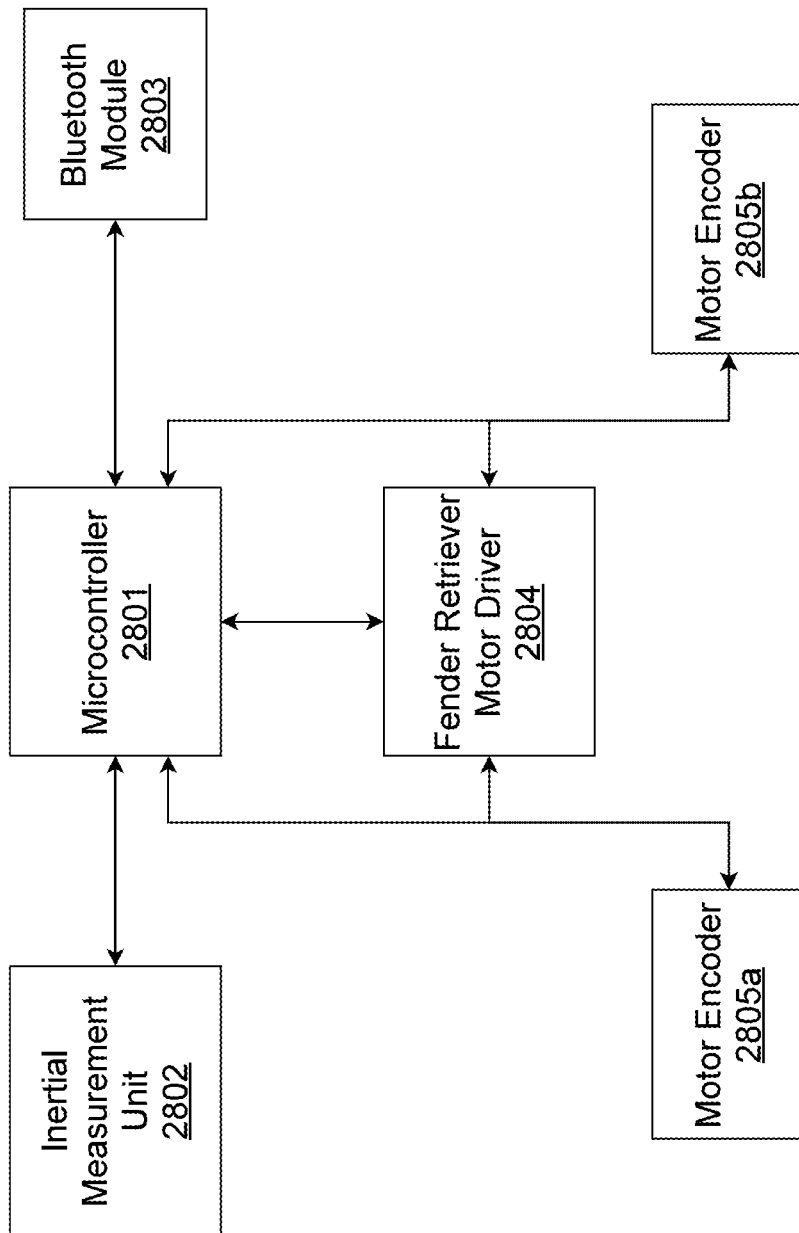 Inertial
Measurement
Unit
2802
Microcontroller
2801
Bluetooth
Module
2803
Fender Retriever
Motor Driver
2804
Motor Encoder
2805a
Motor Encoder
2805b